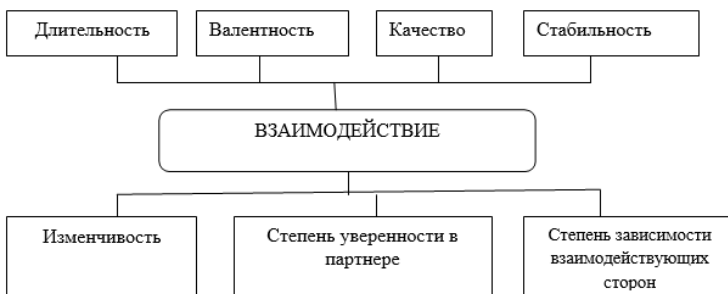 Длительность
Валентность
Качество
Стабильность
ВЗАИМОДЕЙСТВИЕ
Изменчивость
Степень уверенности в
партнере
Степень зависимости
взаимодействующих
сторон